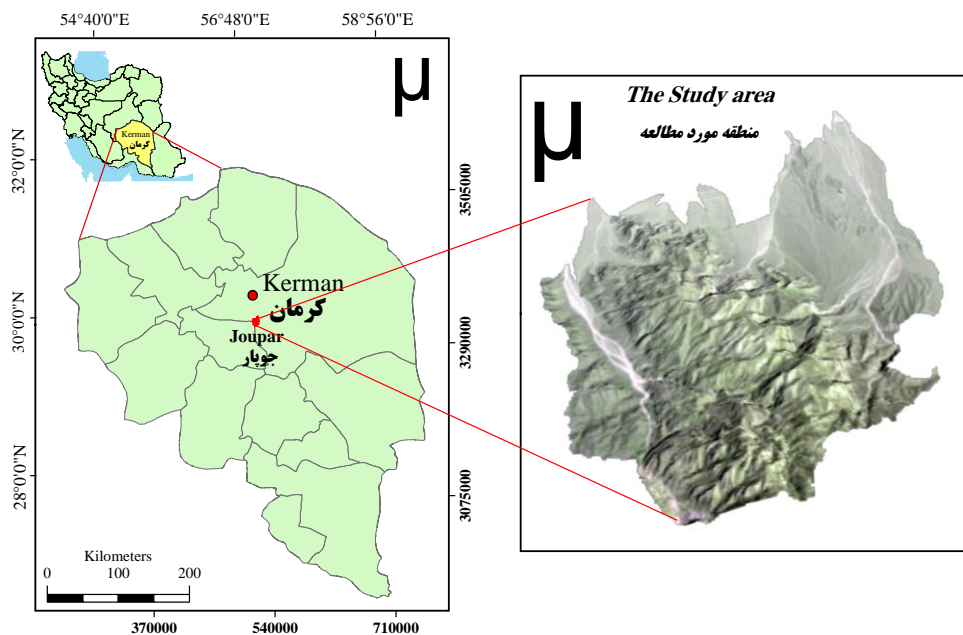 54°40'0"E
56°48'0"E
58°56'0"E
µ
Kerman
کرمان
32°0'0"N
30°0'0"N
28°0'0"N
3505000
3290000
3075000
Kerman
کرمان
Joupar
جوپار
Kilometers
0 50 100 200
370000
540000
710000
µ
The Study area
منطقه مورد مطالعه